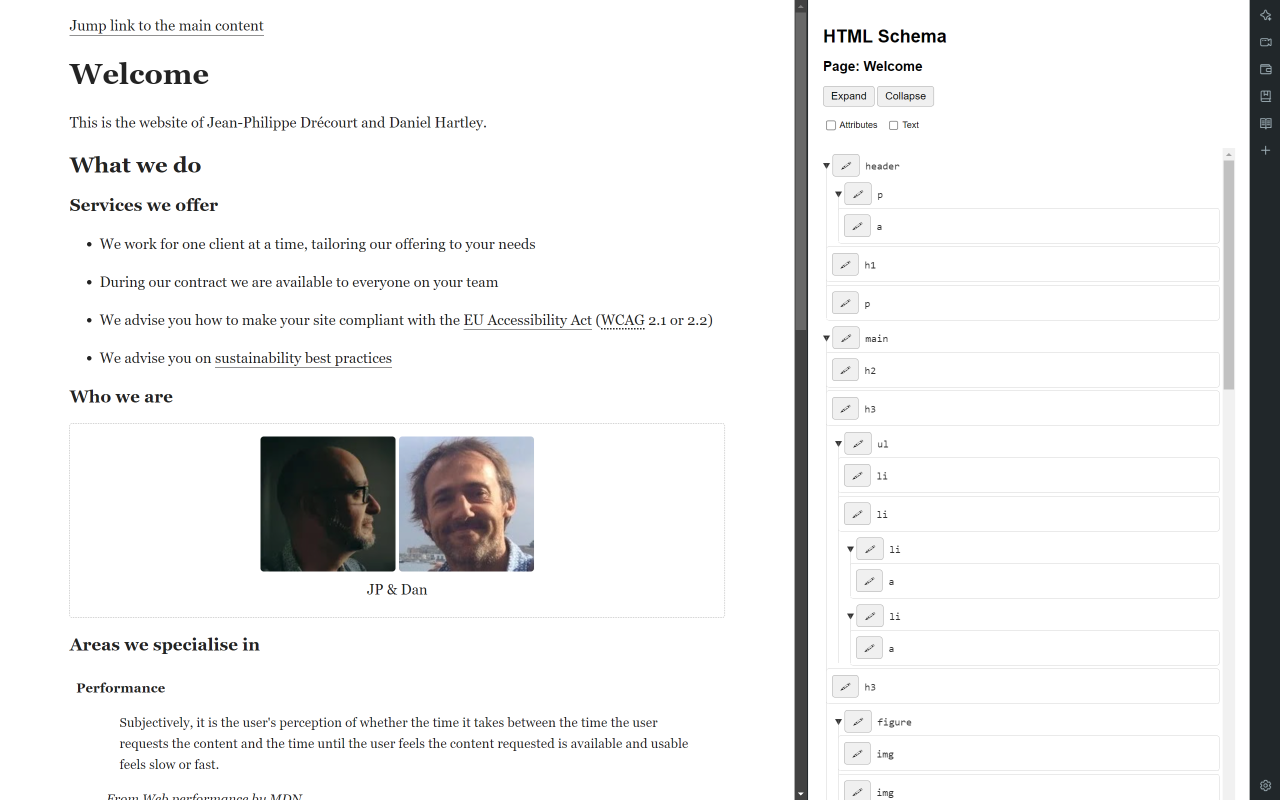 Jump link to the main content
Welcome
This is the website of Jean-Philippe Drécourt and Daniel Hartley.
What we do
Services we offer
• We work for one client at a time, tailoring our offering to your needs
• During our contract we are available to everyone on your team
• We advise you how to make your site compliant with the EU Accessibility Act (WCAG 2.1 or 2.2)
• We advise you on sustainability best practices
Who we are
JP & Dan
Areas we specialise in
Performance
Subjectively, it is the user's perception of whether the time it takes between the time the user
requests the content and the time until the user feels the content requested is available and usable
feels slow or fast.
From Web performance by MDN
HTML Schema
Page: Welcome
Expand Collapse
Attributes Text
header
p
a
h1
p
main
h2
h3
ul
li
li
li
a
li
a
h3
figure
img
img